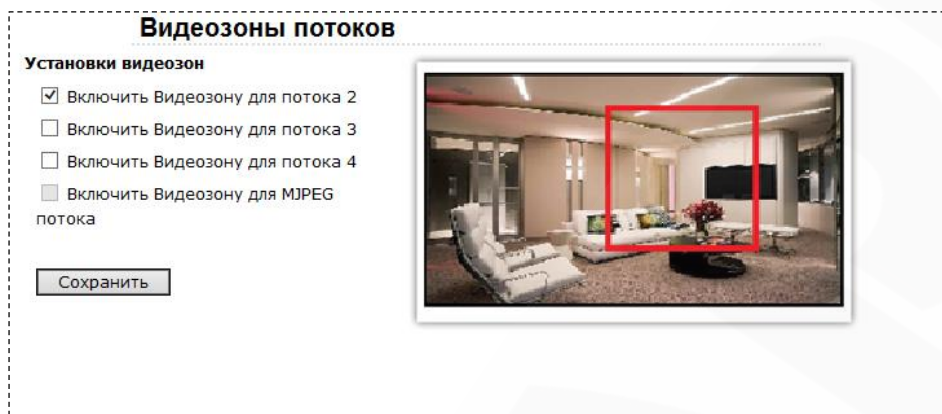 Видеозоны потоков
Установки видеозон
Включить Видеозону для потока 2
Включить Видеозону для потока 3
Включить Видеозону для потока 4
Включить Видеозону для MJPEG
потока
Сохранить